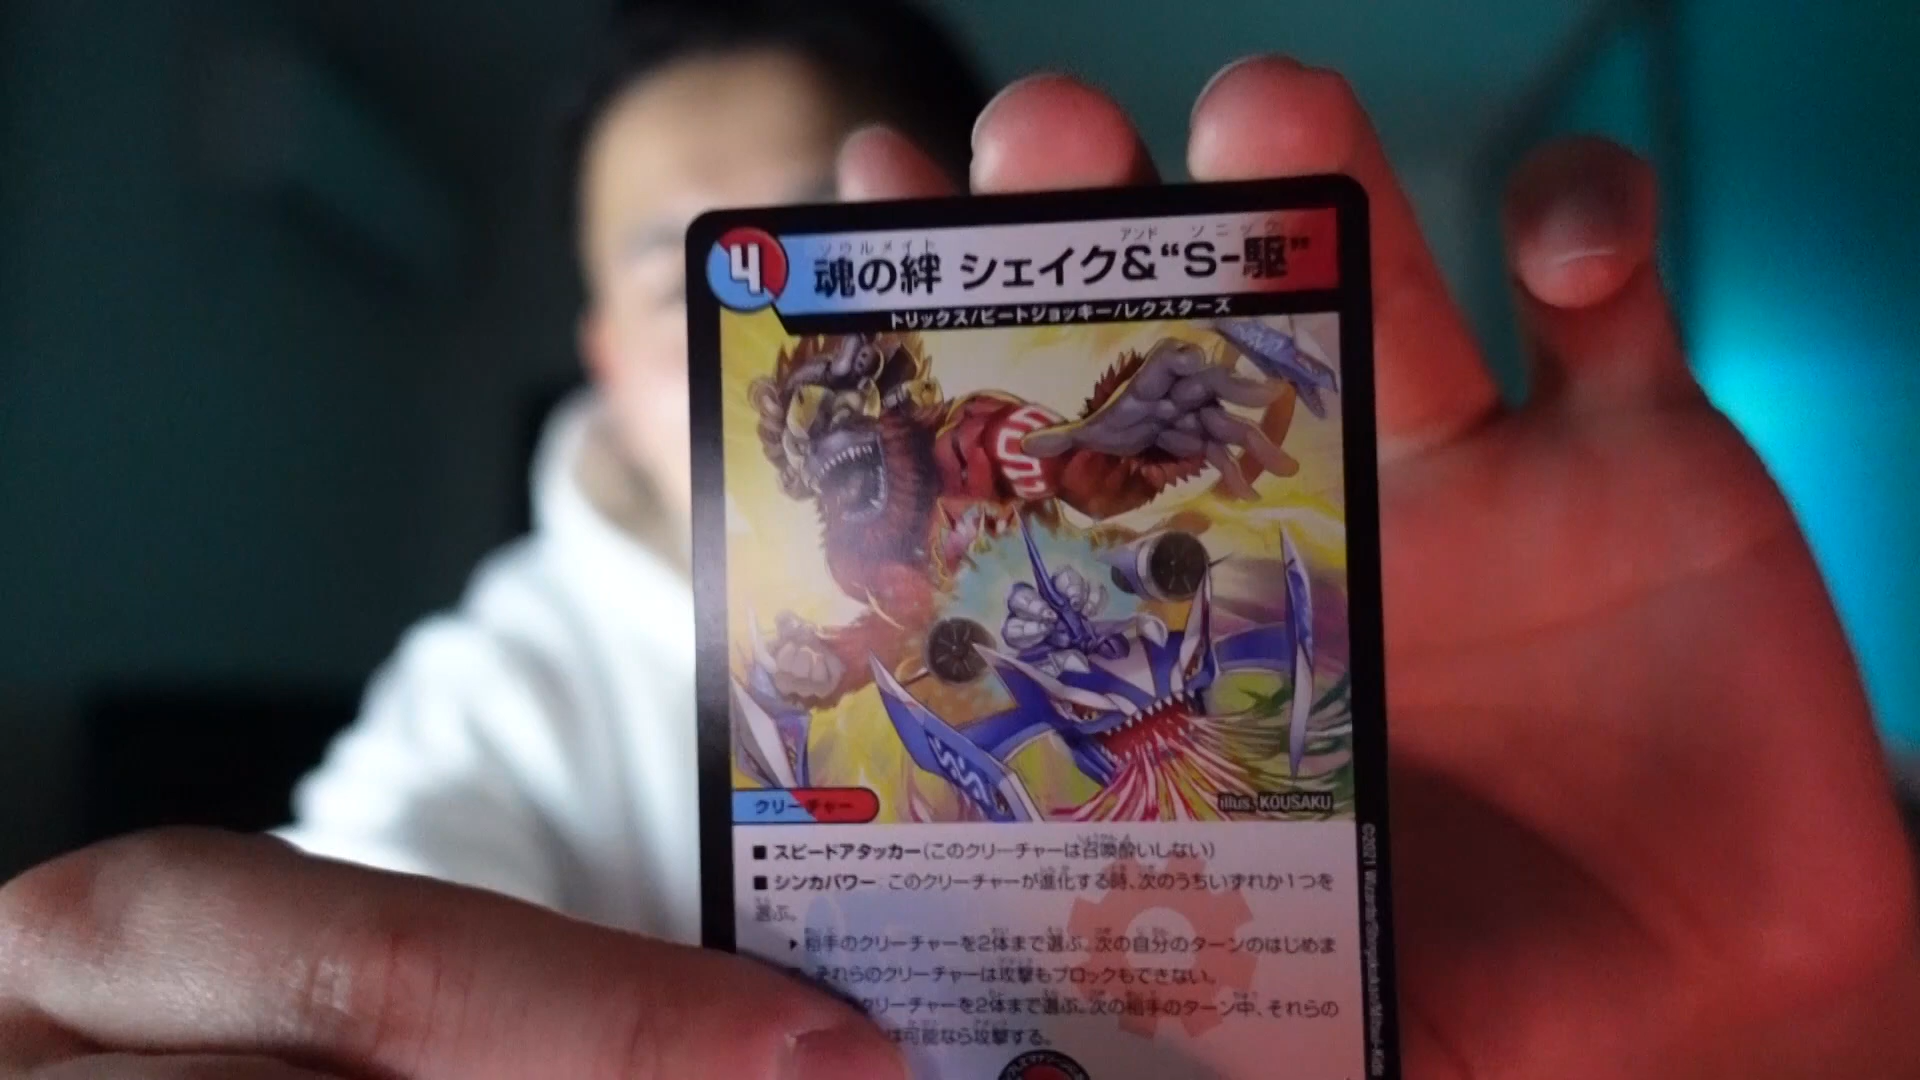 ソウルメイト アンド ソニック
4 魂の絆 シェイク&“S-駆”
トリックス/ビートジョッキー/レクスターズ
クリーチャー
illus. KOUSAKU
■ スピードアタッカー(このクリーチャーは召喚酔いしない)
■ シンカパワー このクリーチャーが進化する時、次のうちいずれか1つを
選ぶ。
▶相手のクリーチャーを2体まで選ぶ。次の自分のターンのはじめま
それらのクリーチャーは攻撃もブロックもできない。
クリーチャーを2体まで選ぶ。次の相手のターン中、それらの
は可能なら攻撃する。
©2021 Wizards/Shogakukan/Mitsui-Kids